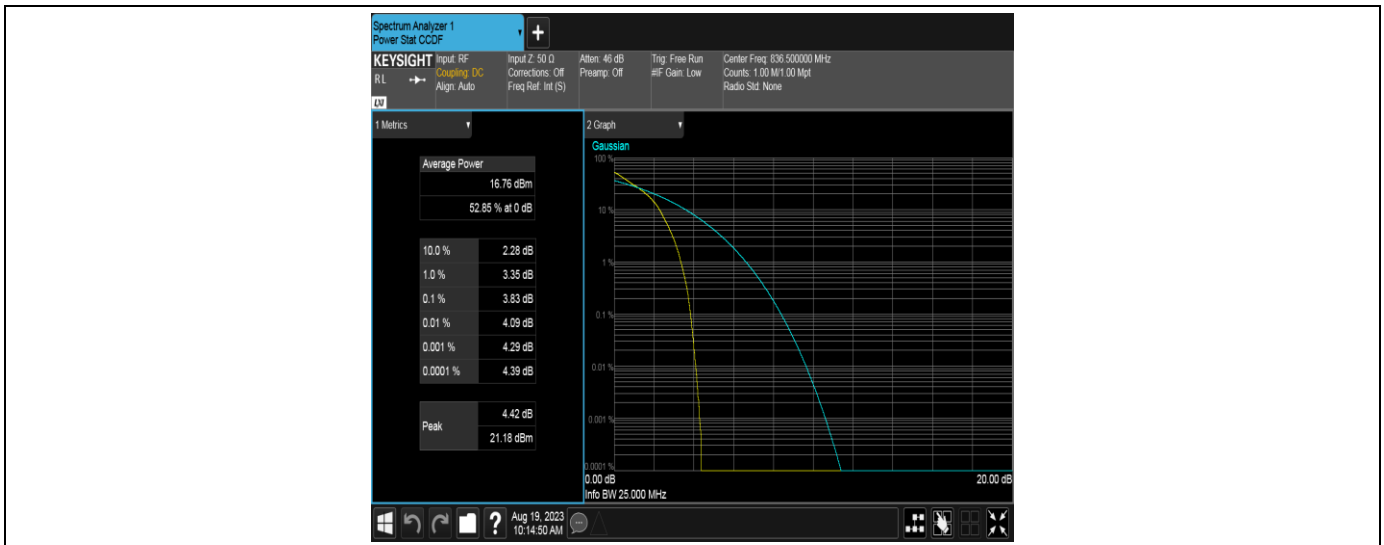 Spectrum Analyzer 1
Power Stat CCDF
+
KEYSIGHT
RL
Input: RF
Coupling: DC
Align: Auto
Input Z: 50 Ω
Corrections: Off
Freq Ref: Int (S)
Atten: 46 dB
Preamp: Off
Trig: Free Run
#IF Gain: Low
Center Freq: 836.500000 MHz
Counts: 1.00 M/1.00 Mpt
Radio Std: None
LXI
1 Metrics
Average Power
16.76 dBm
52.85 % at 0 dB
10.0 % 2.28 dB
1.0 % 3.35 dB
0.1 % 3.83 dB
0.01 % 4.09 dB
0.001 % 4.29 dB
0.0001 % 4.39 dB
Peak
4.42 dB
21.18 dBm
2 Graph
Gaussian
100 %
10 %
1 %
0.1 %
0.01 %
0.001 %
0.0001 %
0.00 dB
20.00 dB
Info BW 25.000 MHz
?
Aug 19, 2023
10:14:50 AM